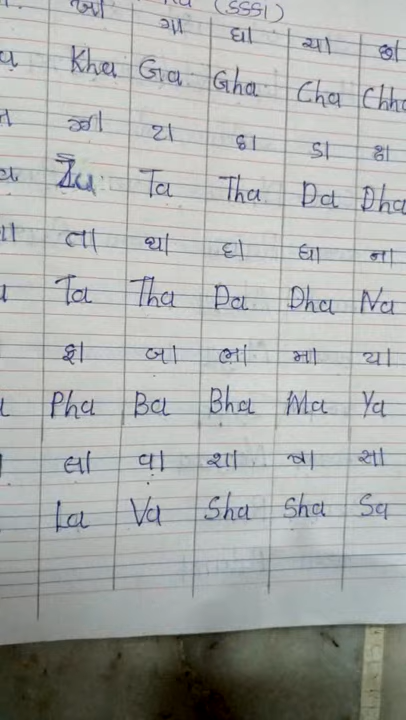 (SSSI)
ખા ગા ઘા ચા છા
Kha Ga Gha Cha Chha
ટા ઠા ડા ઢા
Ta Tha Da Dha
તા થા દા ધા ના
Ta Tha Da Dha Na
બા ભા મા યા
Pha Ba Bha Ma Ya
લા વા શા ષા સા
La Va Sha Sha Sa